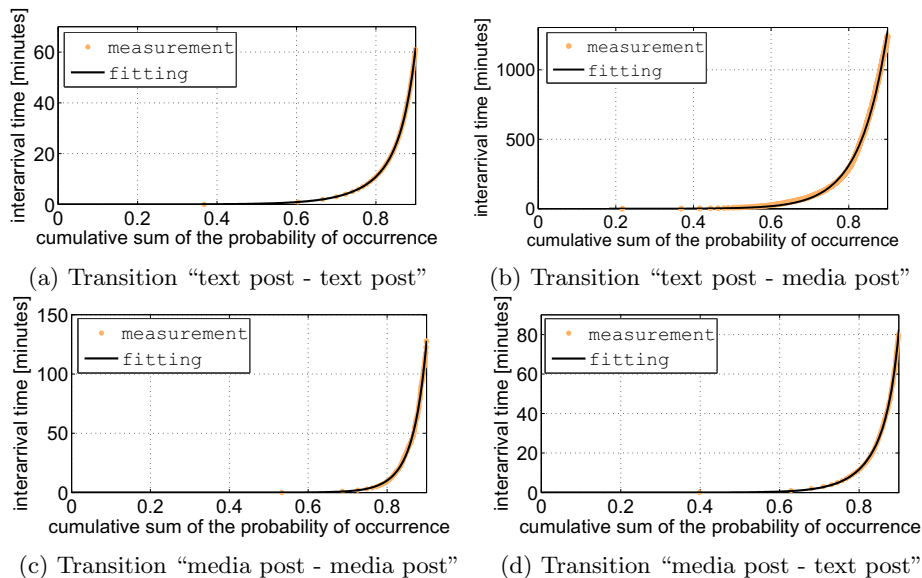 interarrival time [minutes]
60
40
20
0
measurement
fitting
0
0.2
0.4
0.6
0.8
cumulative sum of the probability of occurrence
(a) Transition “text post - text post”
interarrival time [minutes]
1000
500
0
measurement
fitting
0
0.2
0.4
0.6
0.8
cumulative sum of the probability of occurrence
(b) Transition “text post - media post”
interarrival time [minutes]
150
100
50
0
measurement
fitting
0
0.2
0.4
0.6
0.8
cumulative sum of the probability of occurrence
(c) Transition “media post - media post”
interarrival time [minutes]
80
60
40
20
0
measurement
fitting
0
0.2
0.4
0.6
0.8
cumulative sum of the probability of occurrence
(d) Transition “media post - text post”